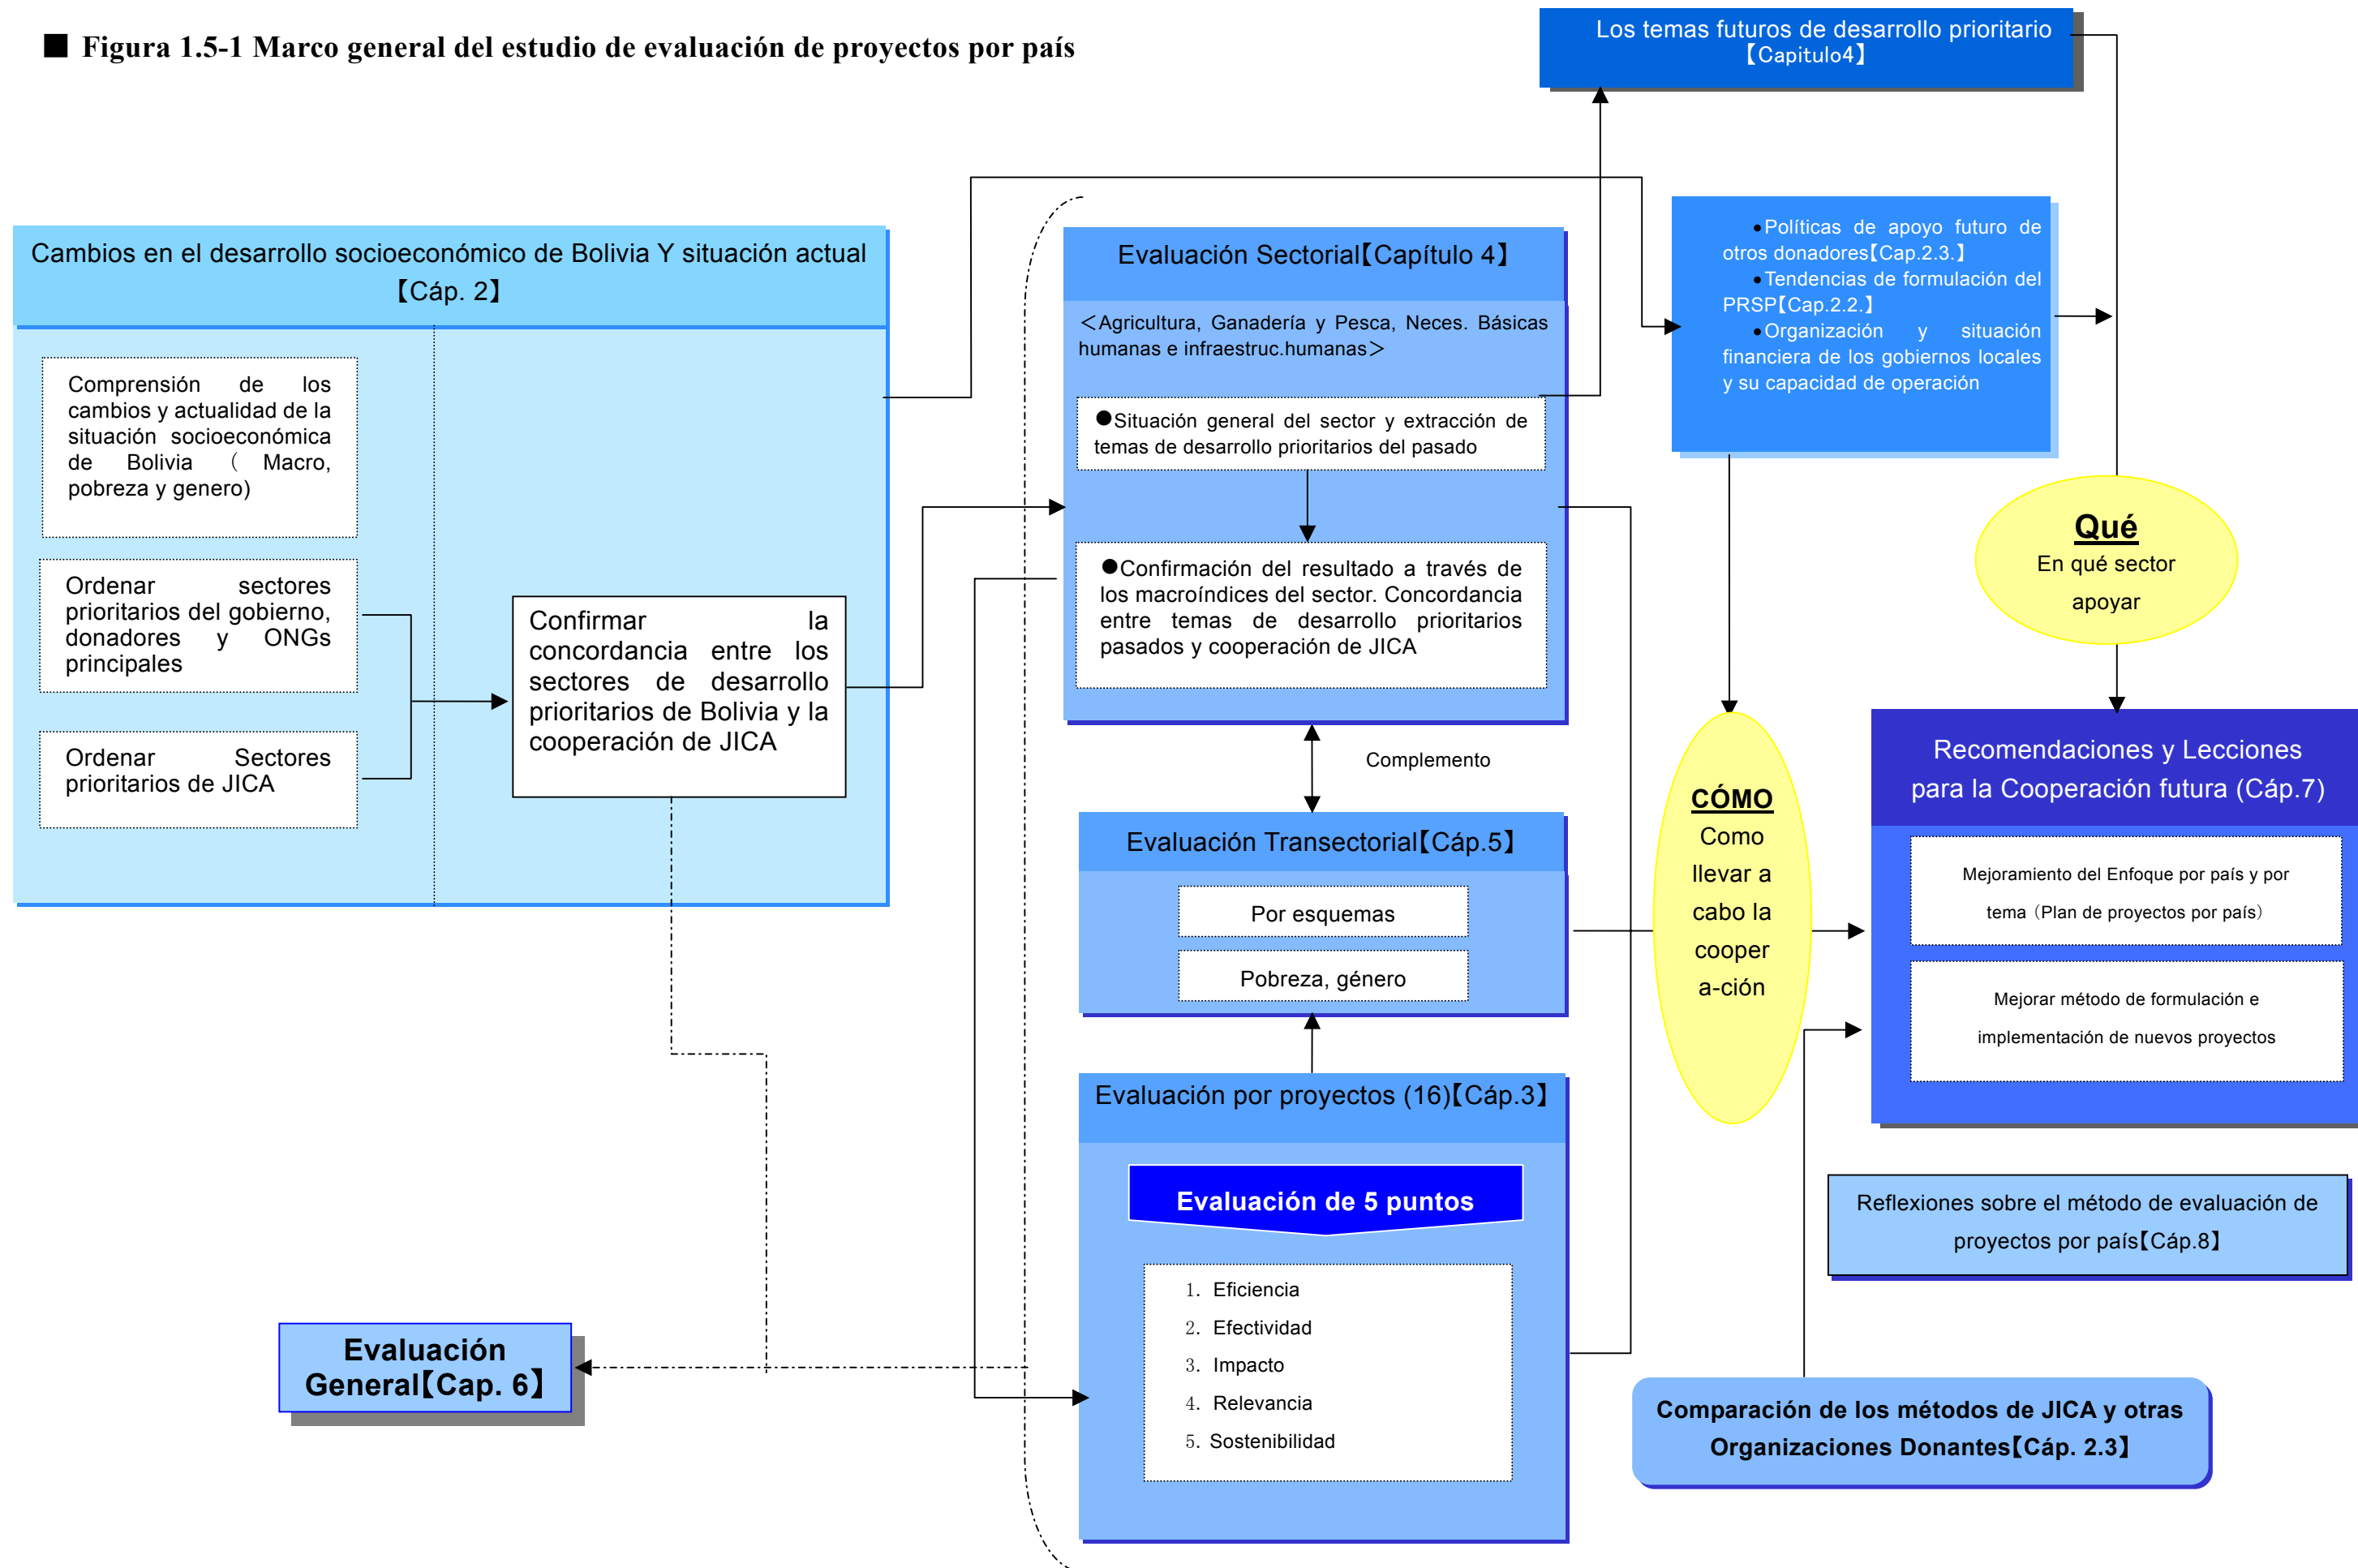 ■ Figura 1.5-1 Marco general del estudio de evaluación de proyectos por país
Los temas futuros de desarrollo prioritario
【Capitulo4】
Cambios en el desarrollo socioeconómico de Bolivia Y situación actual
【Cáp. 2】
Comprensión de los
cambios y actualidad de la
situación socioeconómica
de Bolivia （ Macro,
pobreza y genero)
Ordenar sectores
prioritarios del gobierno,
donadores y ONGs
principales
Ordenar Sectores
prioritarios de JICA
Confirmar la
concordancia entre los
sectores de desarrollo
prioritarios de Bolivia y la
cooperación de JICA
Evaluación Sectorial【Capítulo 4】
＜Agricultura, Ganadería y Pesca, Neces. Básicas
humanas e infraestruc.humanas＞
●Situación general del sector y extracción de
temas de desarrollo prioritarios del pasado
●Confirmación del resultado a través de
los macroíndices del sector. Concordancia
entre temas de desarrollo prioritarios
pasados y cooperación de JICA
Complemento
Evaluación Transectorial【Cáp.5】
Por esquemas
Pobreza, género
Evaluación por proyectos (16)【Cáp.3】
Evaluación de 5 puntos
1. Eficiencia
2. Efectividad
3. Impacto
4. Relevancia
5. Sostenibilidad
Evaluación
General【Cap. 6】
●Políticas de apoyo futuro de
otros donadores【Cap.2.3.】
●Tendencias de formulación del
PRSP【Cap.2.2.】
●Organización y situación
financiera de los gobiernos locales
y su capacidad de operación
Qué
En qué sector
apoyar
CÓMO
Como
llevar a
cabo la
cooper
a-ción
Recomendaciones y Lecciones
para la Cooperación futura (Cáp.7)
Mejoramiento del Enfoque por país y por
tema（Plan de proyectos por país）
Mejorar método de formulación e
implementación de nuevos proyectos
Reflexiones sobre el método de evaluación de
proyectos por país【Cáp.8】
Comparación de los métodos de JICA y otras
Organizaciones Donantes【Cáp. 2.3】